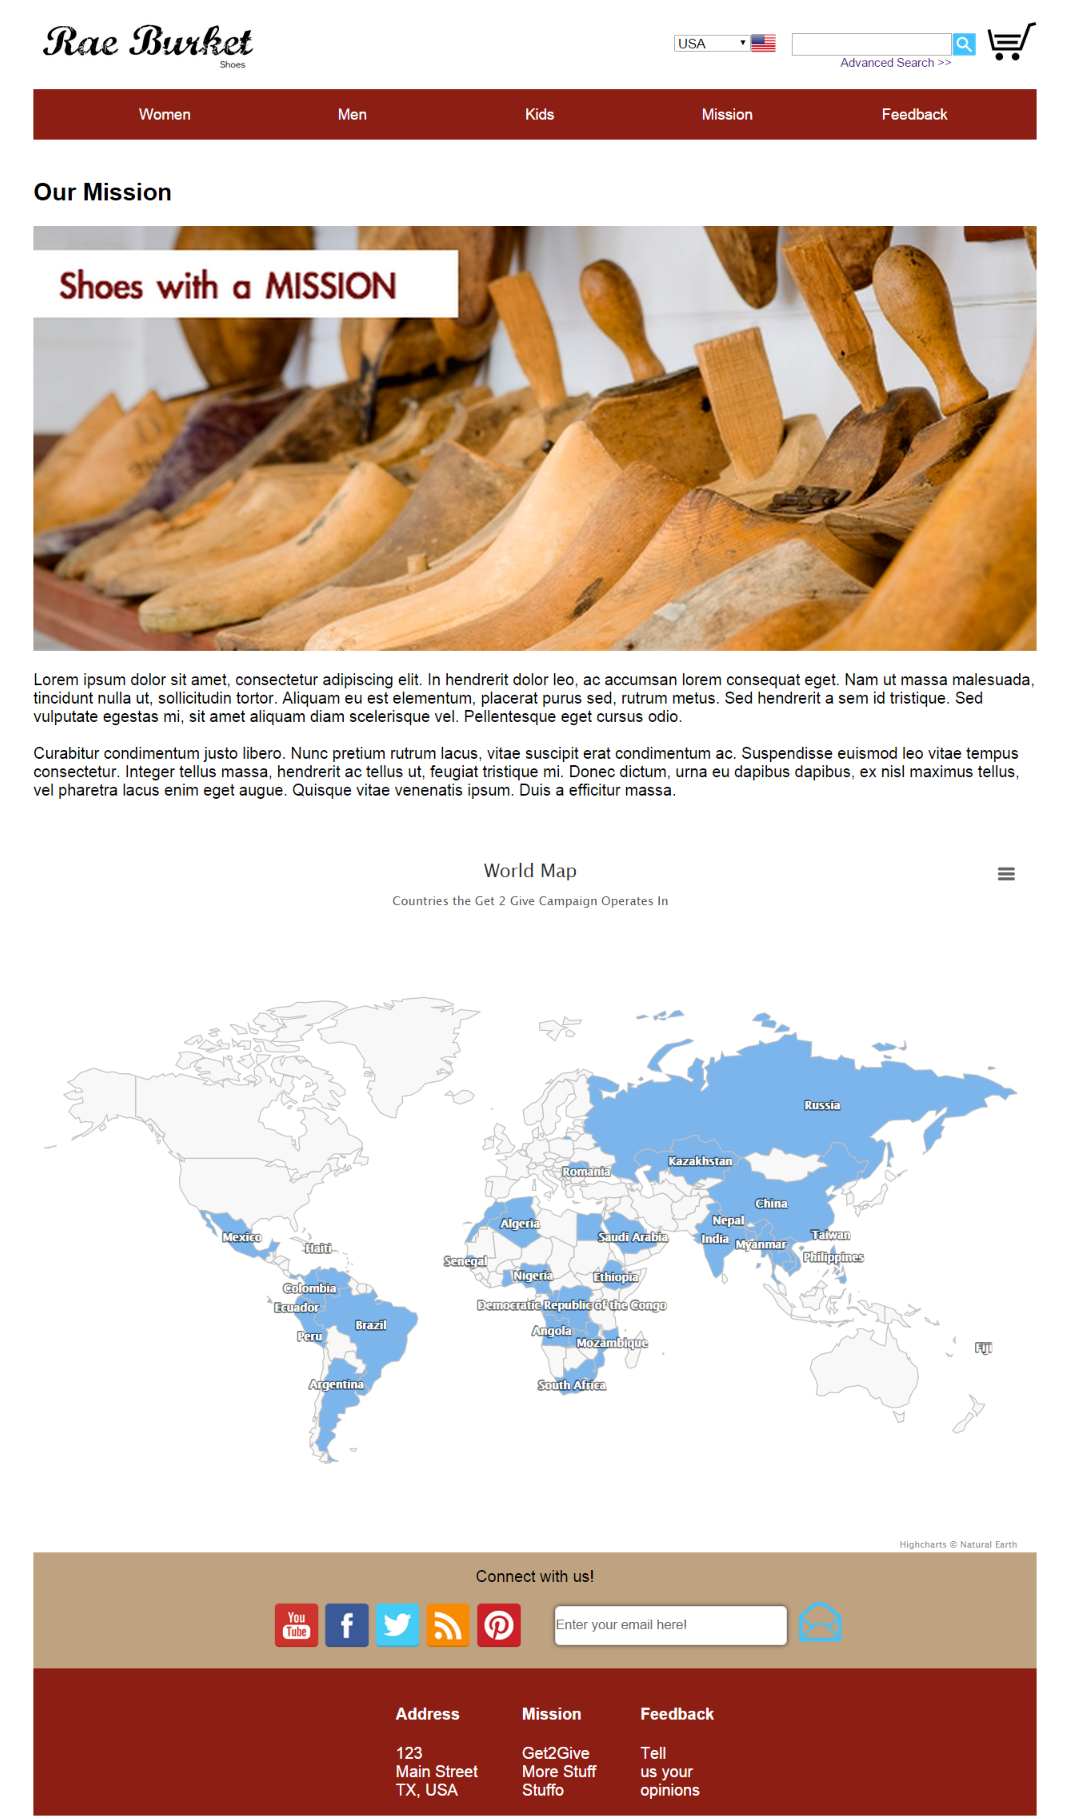 Rae Burket
Shoes
USA
Advanced Search >>
Women Men Kids Mission Feedback
Our Mission
Shoes with a MISSION
Lorem ipsum dolor sit amet, consectetur adipiscing elit. In hendrerit dolor leo, ac accumsan lorem consequat eget. Nam ut massa malesuada,
tincidunt nulla ut, sollicitudin tortor. Aliquam eu est elementum, placerat purus sed, rutrum metus. Sed hendrerit a sem id tristique. Sed
vulputate egestas mi, sit amet aliquam diam scelerisque vel. Pellentesque eget cursus odio.
Curabitur condimentum justo libero. Nunc pretium rutrum lacus, vitae suscipit erat condimentum ac. Suspendisse euismod leo vitae tempus
consectetur. Integer tellus massa, hendrerit ac tellus ut, feugiat tristique mi. Donec dictum, urna eu dapibus dapibus, ex nisl maximus tellus,
vel pharetra lacus enim eget augue. Quisque vitae venenatis ipsum. Duis a efficitur massa.
World Map
Countries the Get 2 Give Campaign Operates In
Russia
Kazakhstan
Romania
China
Nepal
Algeria
Mexico
Saudi Arabia
India
Myanmar
Taiwan
Haiti
Philippines
Senegal
Nigeria
Ethiopia
Colombia
Ecuador
Democratic Republic of the Congo
Brazil
Angola
Peru
Mozambique
Fiji
Argentina
South Africa
Highcharts © Natural Earth
Connect with us!
You
Tube
Enter your email here!
Address Mission Feedback
123 Get2Give Tell
Main Street More Stuff us your
TX, USA Stuffo opinions